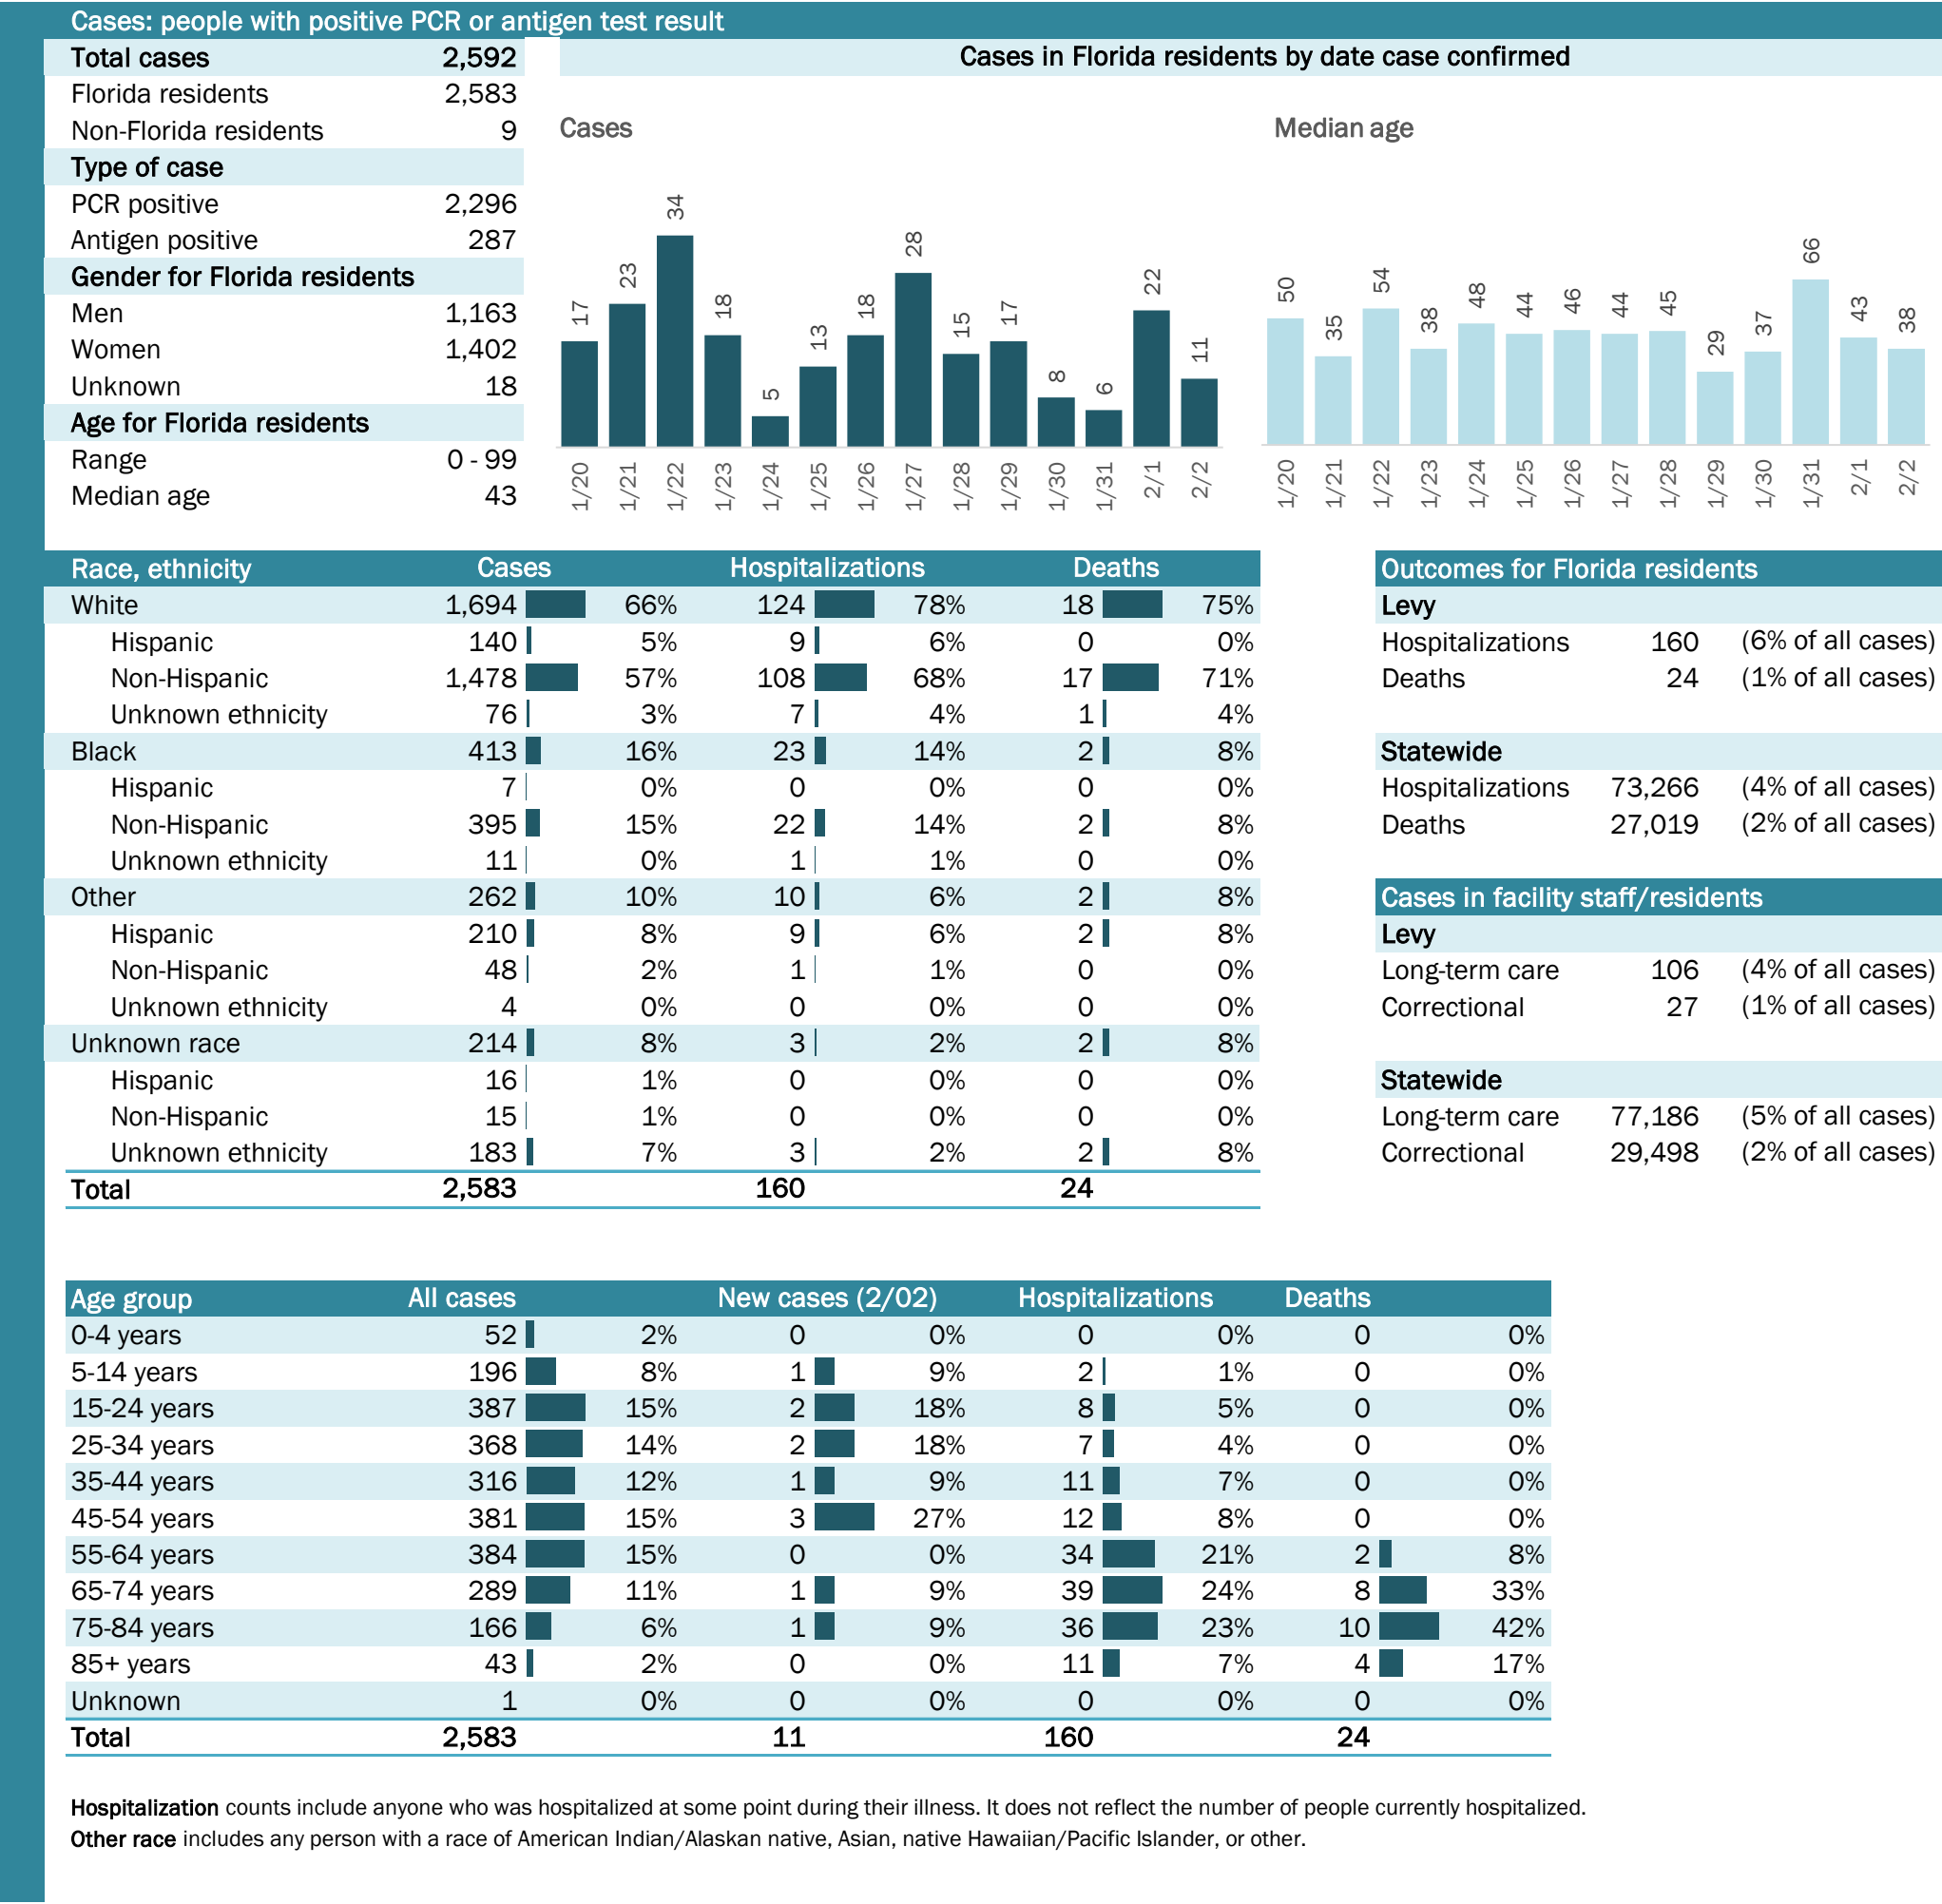 Cases: people with positive PCR or antigen test result
Total cases 2,592
Florida residents 2,583
Non-Florida residents 9
Type of case
PCR positive 2,296
Antigen positive 287
Gender for Florida residents
Men 1,163
Women 1,402
Unknown 18
Age for Florida residents
Range 0 - 99
Median age 43
Cases in Florida residents by date case confirmed
Cases
17 23 34 18 5 13 18 28 15 17 8 6 22 11
1/20 1/21 1/22 1/23 1/24 1/25 1/26 1/27 1/28 1/29 1/30 1/31 2/1 2/2
Median age
50 35 54 38 48 44 46 44 45 29 37 66 43 38
1/20 1/21 1/22 1/23 1/24 1/25 1/26 1/27 1/28 1/29 1/30 1/31 2/1 2/2
Race, ethnicity Cases Hospitalizations Deaths
White 1,694 66% 124 78% 18 75%
Hispanic 140 5% 9 6% 0 0%
Non-Hispanic 1,478 57% 108 68% 17 71%
Unknown ethnicity 76 3% 7 4% 1 4%
Black 413 16% 23 14% 2 8%
Hispanic 7 0% 0 0% 0 0%
Non-Hispanic 395 15% 22 14% 2 8%
Unknown ethnicity 11 0% 1 1% 0 0%
Other 262 10% 10 6% 2 8%
Hispanic 210 8% 9 6% 2 8%
Non-Hispanic 48 2% 1 1% 0 0%
Unknown ethnicity 4 0% 0 0% 0 0%
Unknown race 214 8% 3 2% 2 8%
Hispanic 16 1% 0 0% 0 0%
Non-Hispanic 15 1% 0 0% 0 0%
Unknown ethnicity 183 7% 3 2% 2 8%
Total 2,583 160 24
Outcomes for Florida residents
Levy
Hospitalizations 160 (6% of all cases)
Deaths 24 (1% of all cases)
Statewide
Hospitalizations 73,266 (4% of all cases)
Deaths 27,019 (2% of all cases)
Cases in facility staff/residents
Levy
Long-term care 106 (4% of all cases)
Correctional 27 (1% of all cases)
Statewide
Long-term care 77,186 (5% of all cases)
Correctional 29,498 (2% of all cases)
Age group All cases New cases (2/02) Hospitalizations Deaths
0-4 years 52 2% 0 0% 0 0% 0 0%
5-14 years 196 8% 1 9% 2 1% 0 0%
15-24 years 387 15% 2 18% 8 5% 0 0%
25-34 years 368 14% 2 18% 7 4% 0 0%
35-44 years 316 12% 1 9% 11 7% 0 0%
45-54 years 381 15% 3 27% 12 8% 0 0%
55-64 years 384 15% 0 0% 34 21% 2 8%
65-74 years 289 11% 1 9% 39 24% 8 33%
75-84 years 166 6% 1 9% 36 23% 10 42%
85+ years 43 2% 0 0% 11 7% 4 17%
Unknown 1 0% 0 0% 0 0% 0 0%
Total 2,583 11 160 24
Hospitalization counts include anyone who was hospitalized at some point during their illness. It does not reflect the number of people currently hospitalized.
Other race includes any person with a race of American Indian/Alaskan native, Asian, native Hawaiian/Pacific Islander, or other.